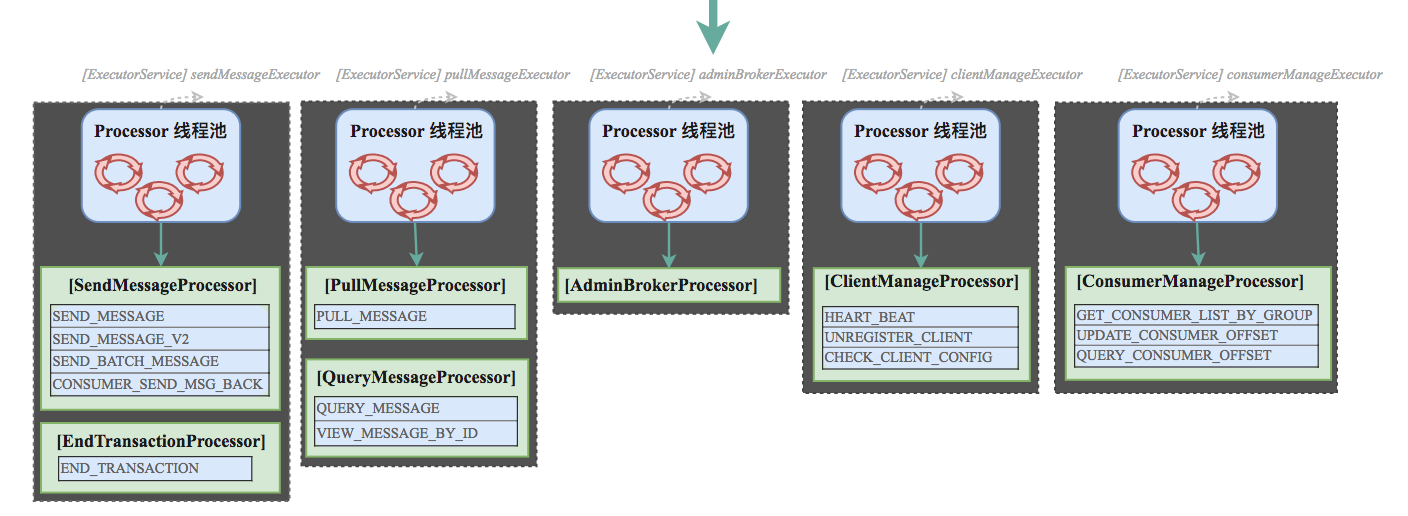 [ExecutorService] sendMessageExecutor
[ExecutorService] pullMessageExecutor
[ExecutorService] adminBrokerExecutor
[ExecutorService] clientManageExecutor
[ExecutorService] consumerManageExecutor
Processor 线程池
Processor 线程池
Processor 线程池
Processor 线程池
Processor 线程池
[SendMessageProcessor]
SEND_MESSAGE
SEND_MESSAGE_V2
SEND_BATCH_MESSAGE
CONSUMER_SEND_MSG_BACK
[EndTransactionProcessor]
END_TRANSACTION
[PullMessageProcessor]
PULL_MESSAGE
[QueryMessageProcessor]
QUERY_MESSAGE
VIEW_MESSAGE_BY_ID
[AdminBrokerProcessor]
[ClientManageProcessor]
HEART_BEAT
UNREGISTER_CLIENT
CHECK_CLIENT_CONFIG
[ConsumerManageProcessor]
GET_CONSUMER_LIST_BY_GROUP
UPDATE_CONSUMER_OFFSET
QUERY_CONSUMER_OFFSET